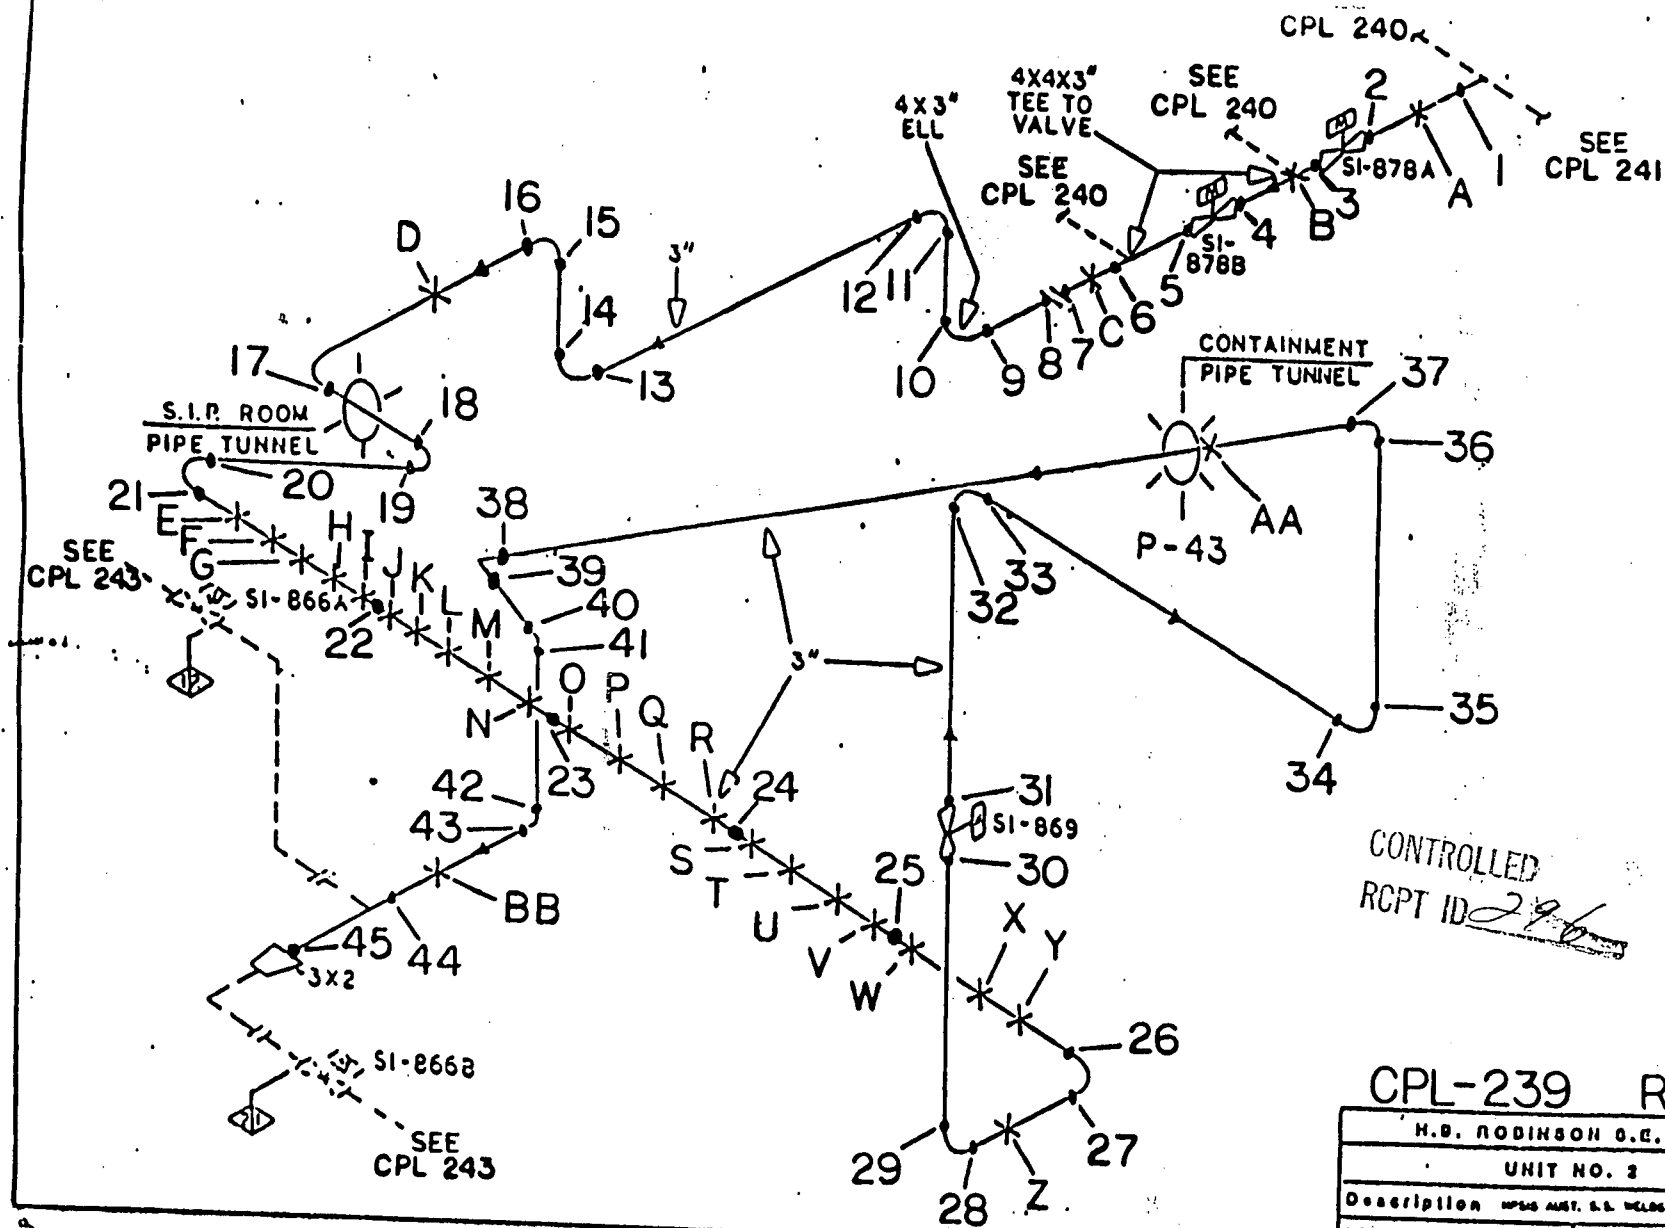 CPL 240
4X4X3"
TEE TO
VALVE
SEE
CPL 240
2
4X3"
ELL
SEE
CPL 241
1
A
SI-878A
3
B
SEE
CPL 240
4
SI-
878B
5
6
C
7
8
9
10
11
12
16
15
D
3"
14
13
17
18
S.I.P. ROOM
PIPE TUNNEL
CONTAINMENT
PIPE TUNNEL
37
36
20
19
21
E
F
G
H
I
J
K
L
M
38
39
40
41
AA
P-43
33
32
SEE
CPL 243
SI-866A
22
3"
N
O
P
Q
R
35
34
23
24
42
43
31
SI-869
30
S
T
U
V
W
25
X
Y
BB
CONTROLLED
RCPT ID 296
45
44
3X2
26
SI-866B
SEE
CPL 243
29
28
Z
27
CPL-239 R
H.B. ROBINSON S.E.
UNIT NO. 2
Description